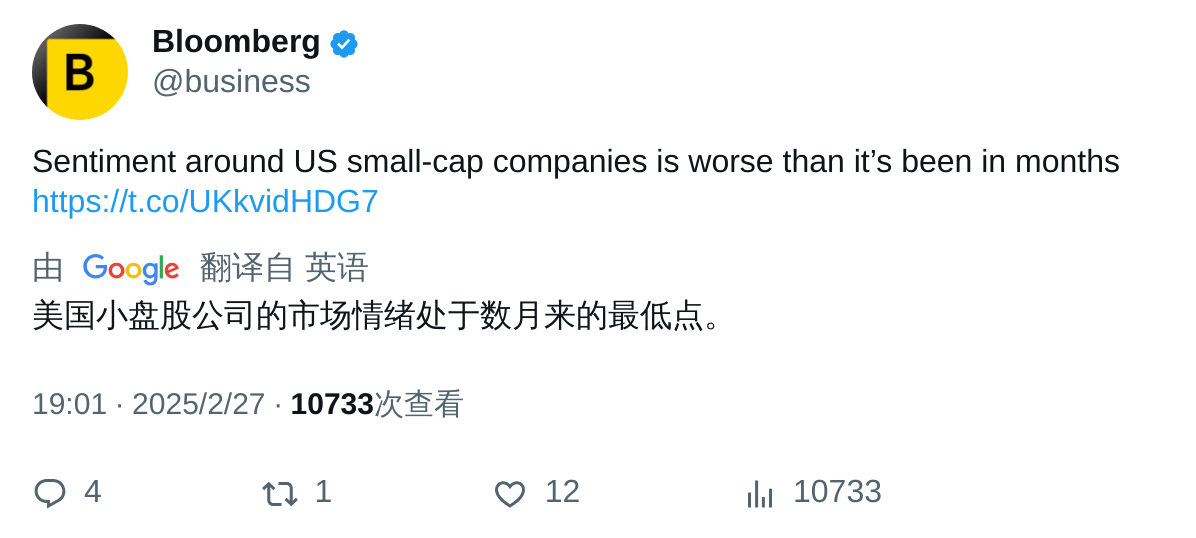 B
Bloomberg
@business
Sentiment around US small-cap companies is worse than it’s been in months
https://t.co/UKkvidHDG7
由 Google 翻译自 英语
美国小盘股公司的市场情绪处于数月来的最低点。
19:01 · 2025/2/27 · 10733次查看
4 1 12 10733